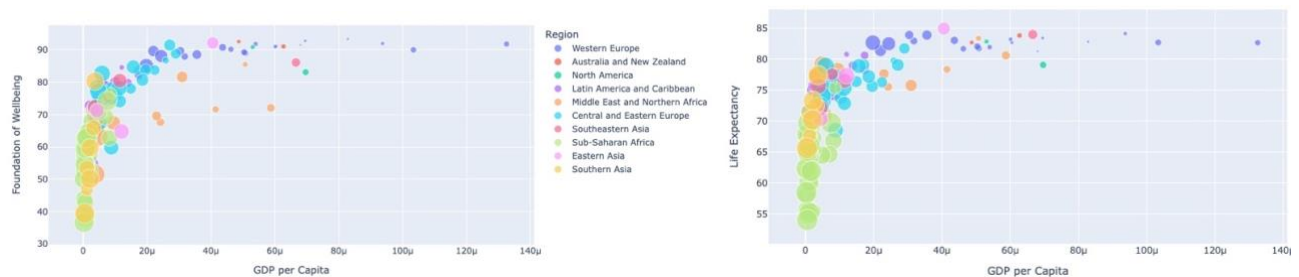 Foundation of Wellbeing
90
80
70
60
50
40
30
0
20μ
40μ
60μ
80μ
100μ
120μ
140μ
GDP per Capita
Region
Western Europe
Australia and New Zealand
North America
Latin America and Caribbean
Middle East and Northern Africa
Central and Eastern Europe
Southeastern Asia
Sub-Saharan Africa
Eastern Asia
Southern Asia
Life Expectancy
85
80
75
70
65
60
55
0
20μ
40μ
60μ
80μ
100μ
120μ
140μ
GDP per Capita